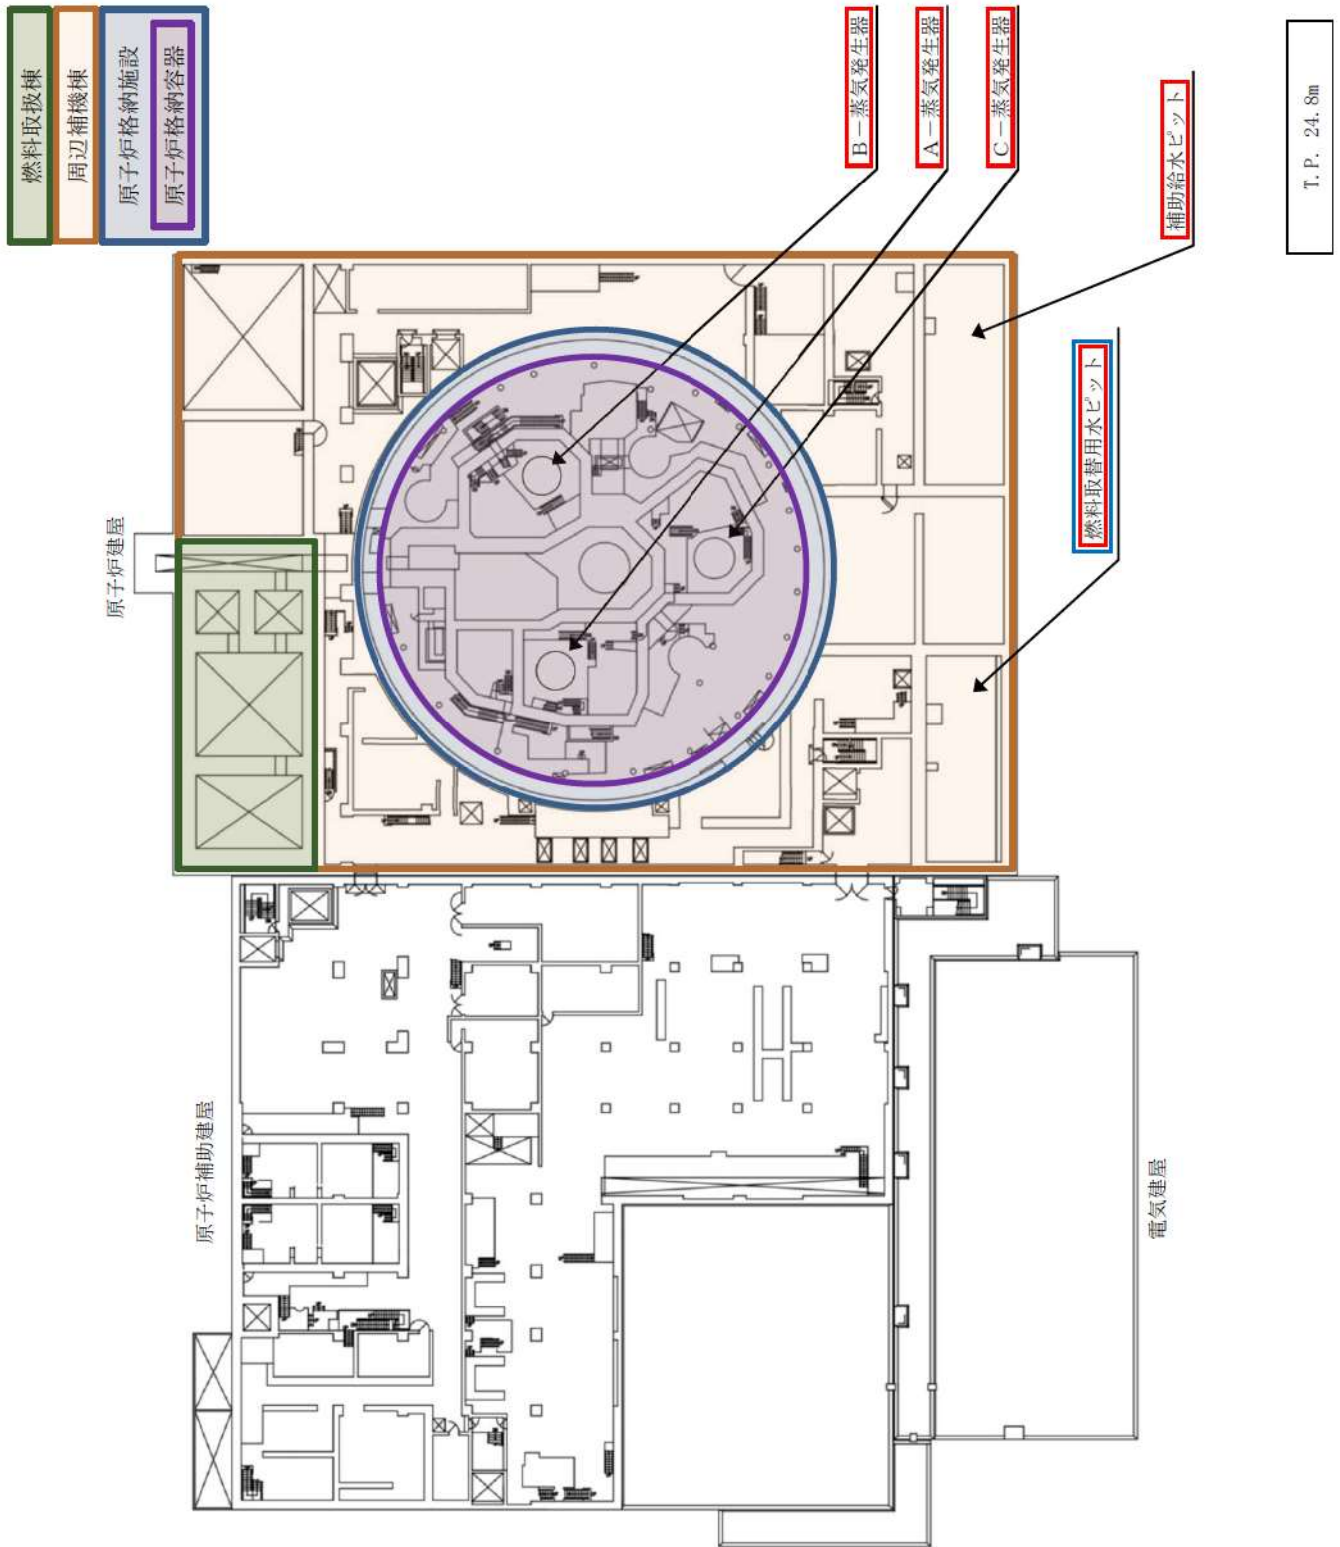 燃料取扱棟
周辺補機棟
原子炉格納施設
原子炉格納容器
B-蒸気発生器
A-蒸気発生器
C-蒸気発生器
補助給水ピット
燃料取替用水ピット
T.P. 24.8m
原子炉建屋
原子炉補助建屋
電気建屋